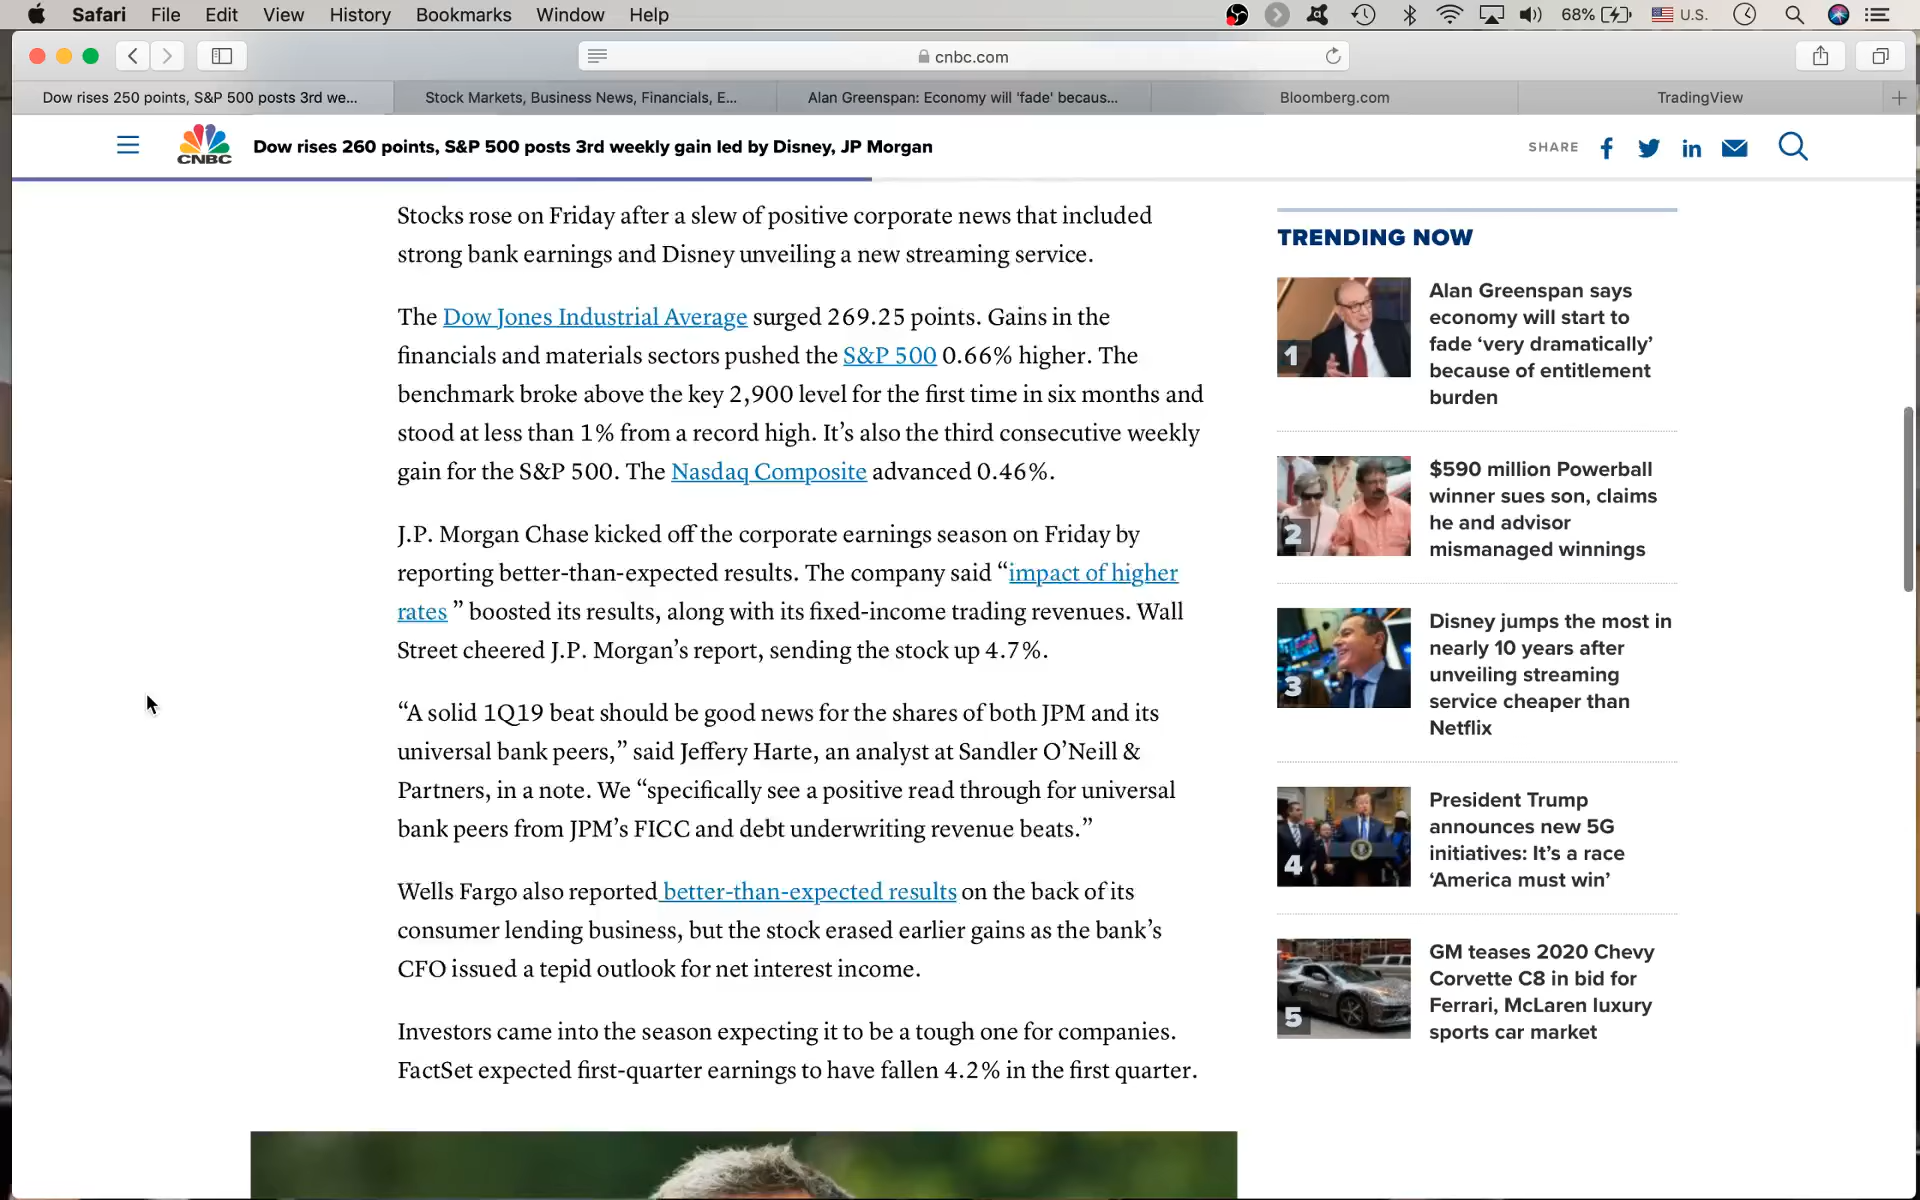 Safari File Edit View History Bookmarks Window Help 68% U.S.
cnbc.com
Dow rises 250 points, S&P 500 posts 3rd we... Stock Markets, Business News, Financials, E... Alan Greenspan: Economy will 'fade' becaus... Bloomberg.com TradingView
CNBC Dow rises 260 points, S&P 500 posts 3rd weekly gain led by Disney, JP Morgan SHARE
Stocks rose on Friday after a slew of positive corporate news that included
strong bank earnings and Disney unveiling a new streaming service.
The Dow Jones Industrial Average surged 269.25 points. Gains in the
financials and materials sectors pushed the S&P 500 0.66% higher. The
benchmark broke above the key 2,900 level for the first time in six months and
stood at less than 1% from a record high. It’s also the third consecutive weekly
gain for the S&P 500. The Nasdaq Composite advanced 0.46%.
J.P. Morgan Chase kicked off the corporate earnings season on Friday by
reporting better-than-expected results. The company said “impact of higher
rates ” boosted its results, along with its fixed-income trading revenues. Wall
Street cheered J.P. Morgan’s report, sending the stock up 4.7%.
“A solid 1Q19 beat should be good news for the shares of both JPM and its
universal bank peers,” said Jeffery Harte, an analyst at Sandler O’Neill &
Partners, in a note. We “specifically see a positive read through for universal
bank peers from JPM’s FICC and debt underwriting revenue beats.”
Wells Fargo also reported better-than-expected results on the back of its
consumer lending business, but the stock erased earlier gains as the bank’s
CFO issued a tepid outlook for net interest income.
Investors came into the season expecting it to be a tough one for companies.
FactSet expected first-quarter earnings to have fallen 4.2% in the first quarter.
TRENDING NOW
1
Alan Greenspan says
economy will start to
fade ‘very dramatically’
because of entitlement
burden
2
$590 million Powerball
winner sues son, claims
he and advisor
mismanaged winnings
3
Disney jumps the most in
nearly 10 years after
unveiling streaming
service cheaper than
Netflix
4
President Trump
announces new 5G
initiatives: It’s a race
‘America must win’
5
GM teases 2020 Chevy
Corvette C8 in bid for
Ferrari, McLaren luxury
sports car market